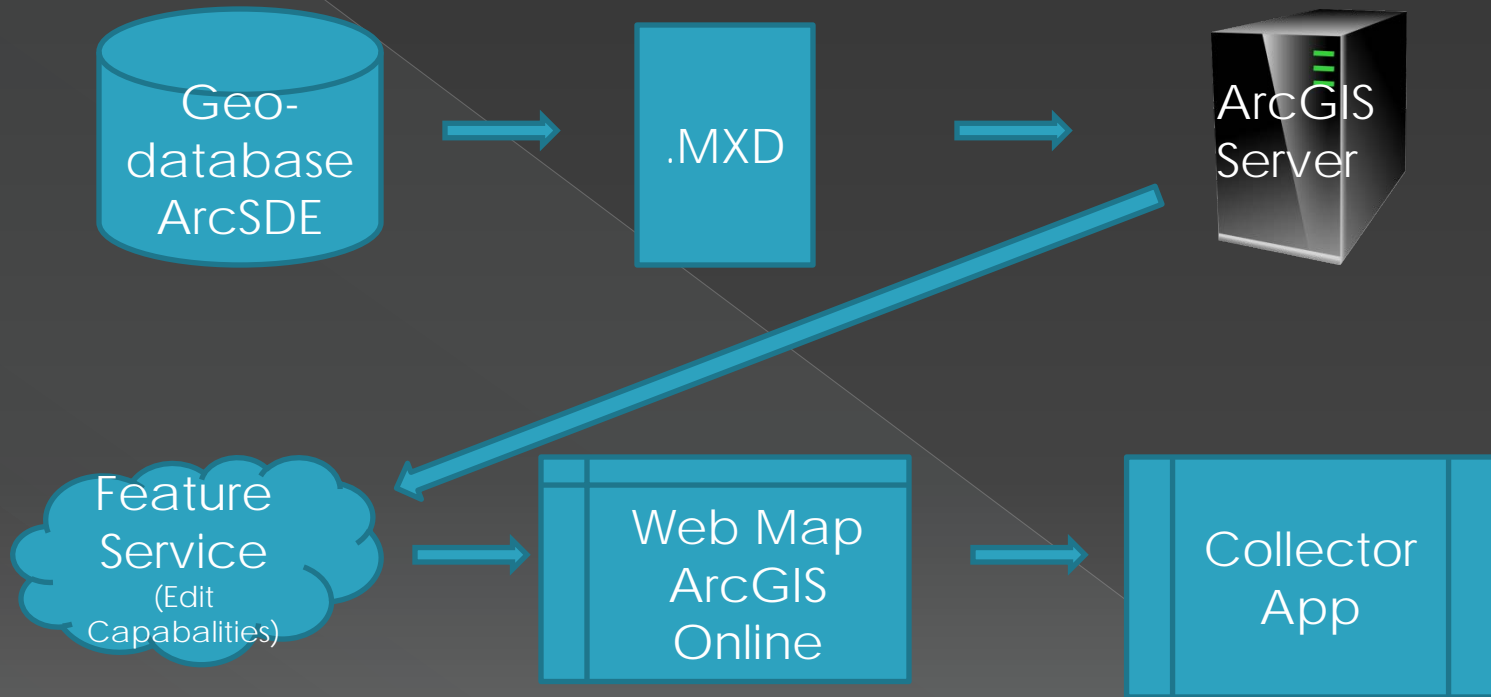 Geo-
database
ArcSDE
.MXD
ArcGIS
Server
Feature
Service
(Edit
Capabalities)
Web Map
ArcGIS
Online
Collector
App